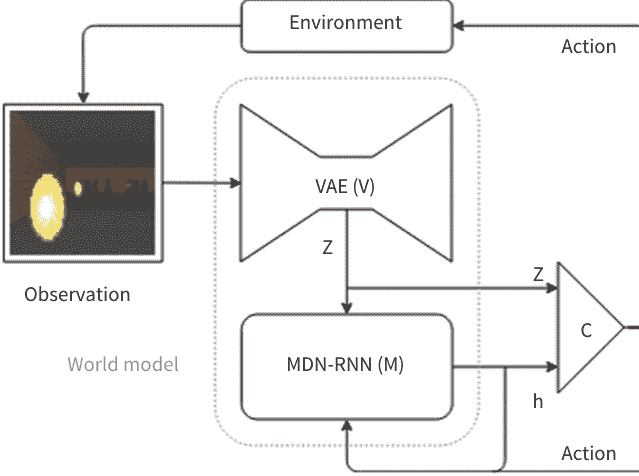 Environment
Action
VAE (V)
Z
Z
Observation
C
World model
MDN-RNN (M)
h
Action